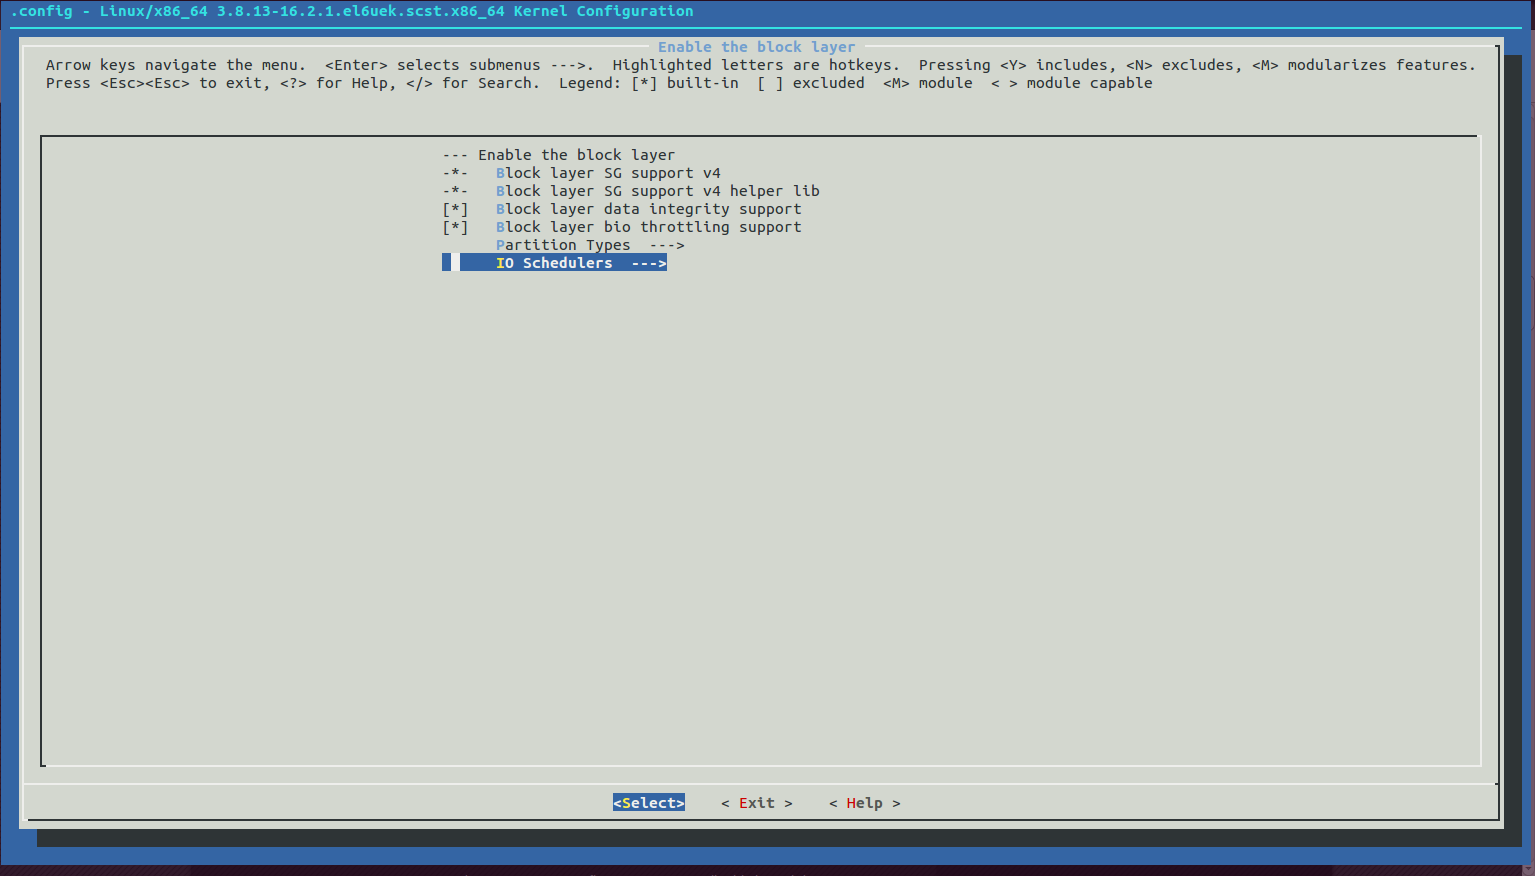 .config - Linux/x86_64 3.8.13-16.2.1.el6uek.scst.x86_64 Kernel Configuration
Enable the block layer
Arrow keys navigate the menu.  <Enter> selects submenus --->.  Highlighted letters are hotkeys.  Pressing <Y> includes, <N> excludes, <M> modularizes features.
Press <Esc><Esc> to exit, <?> for Help, </> for Search.  Legend: [*] built-in  [ ] excluded  <M> module  < > module capable
--- Enable the block layer
-*-   Block layer SG support v4
-*-   Block layer SG support v4 helper lib
[*]   Block layer data integrity support
[*]   Block layer bio throttling support
Partition Types  --->
IO Schedulers  --->
<Select>    < Exit >    < Help >